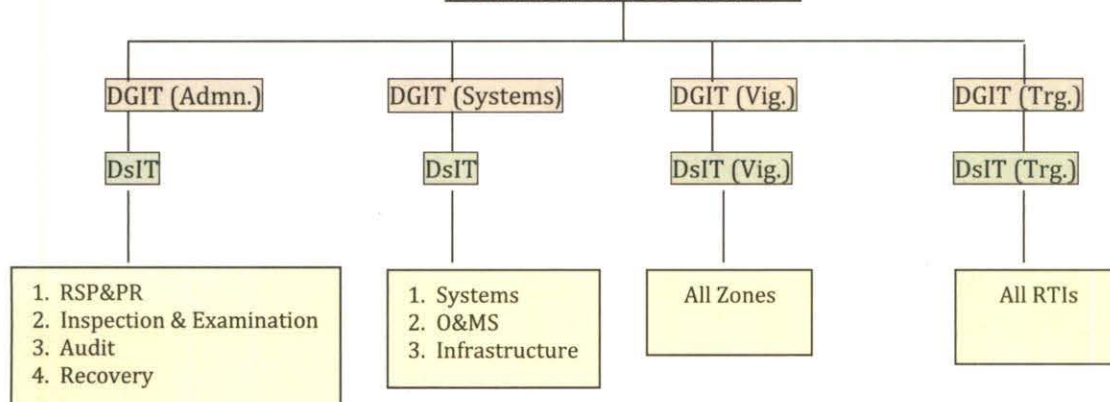 DGIT (Admn.)
DGIT (Systems)
DGIT (Vig.)
DGIT (Trg.)
DsIT
DsIT
DsIT (Vig.)
DsIT (Trg.)
1. RSP&PR
2. Inspection & Examination
3. Audit
4. Recovery
1. Systems
2. O&MS
3. Infrastructure
All Zones
All RTIs